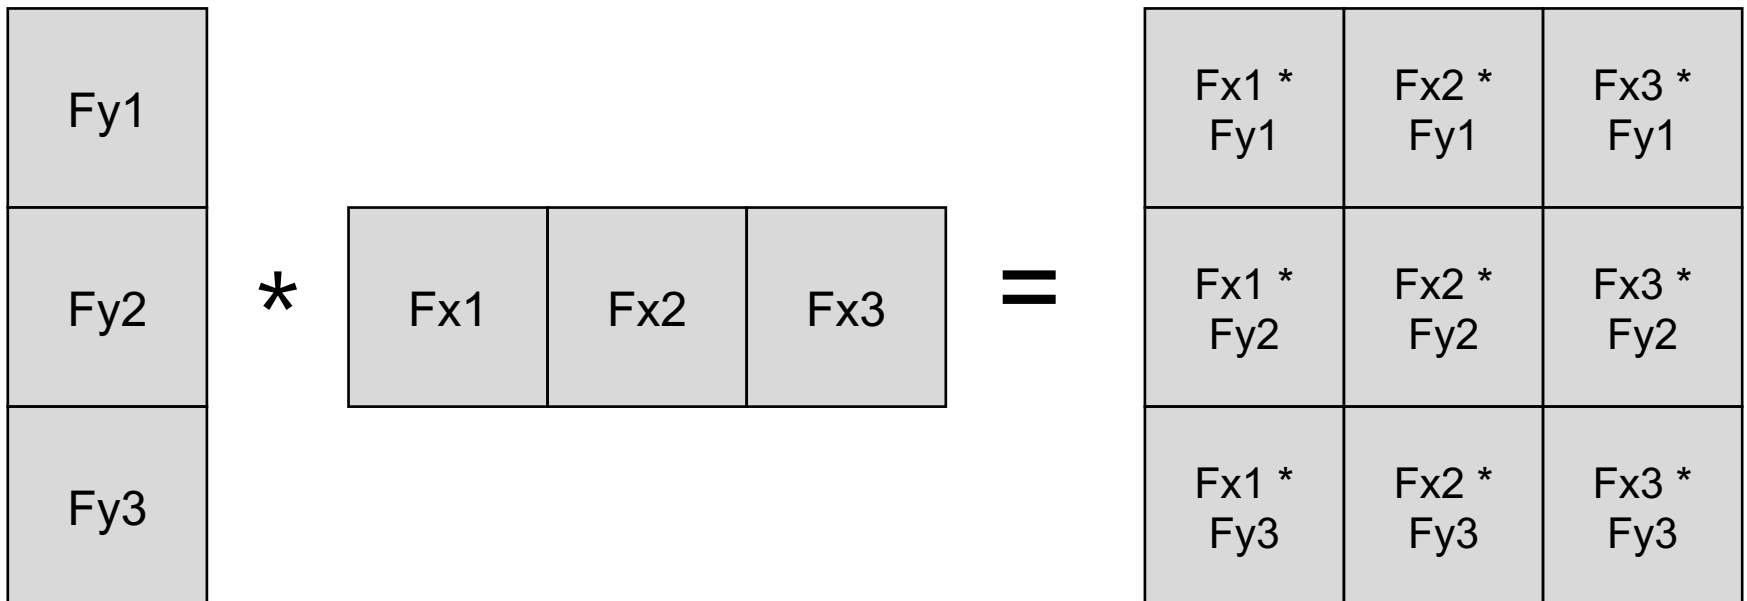 Fy1
Fy2
Fy3
*
Fx1 Fx2 Fx3
=
Fx1 * Fx2 * Fx3 *
Fy1 Fy1 Fy1
Fx1 * Fx2 * Fx3 *
Fy2 Fy2 Fy2
Fx1 * Fx2 * Fx3 *
Fy3 Fy3 Fy3